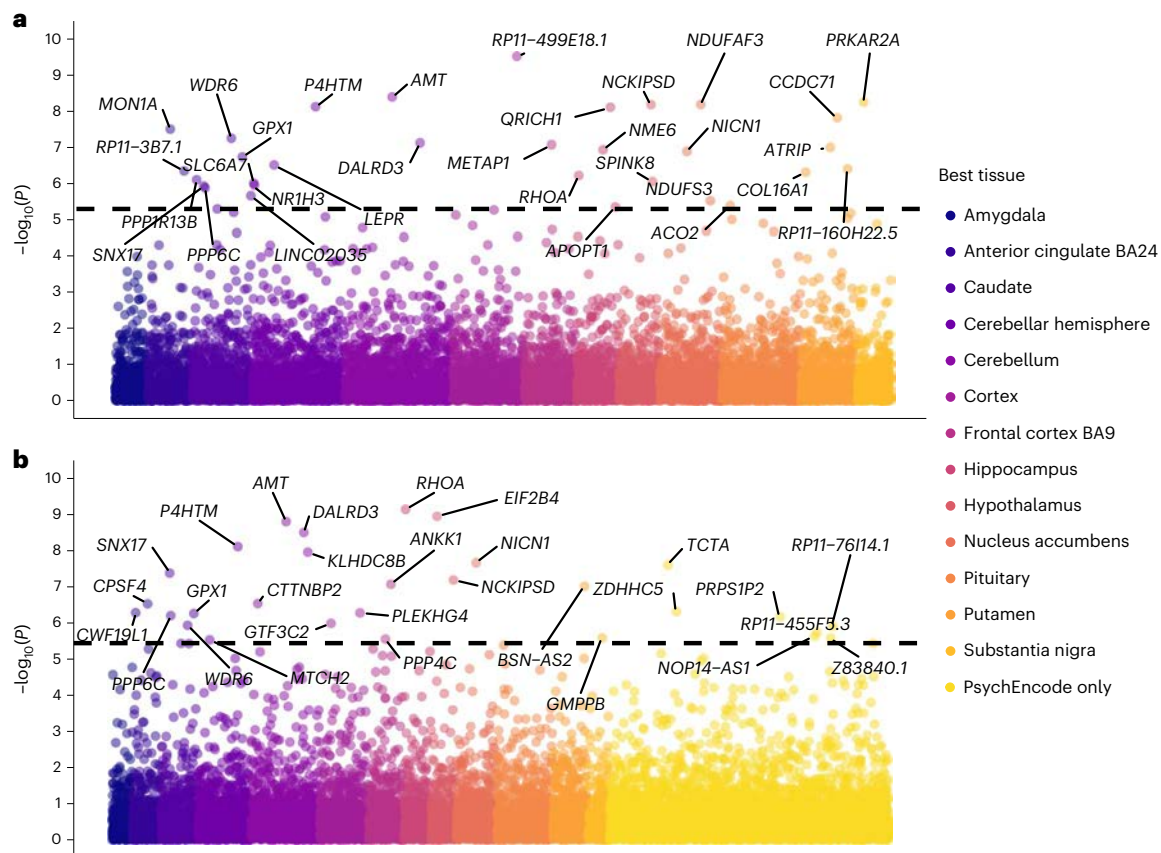 a
10
9
8
7
6
5
4
3
2
1
0
−log10(P)
RP11−499E18.1
NDUFAF3
PRKAR2A
WDR6
P4HTM
AMT
NCKIPSD
CCDC71
MON1A
GPX1
QRICH1
NME6
NICN1
RP11−3B7.1
SLC6A7
DALRD3
METAP1
SPINK8
ATRIP
NR1H3
RHOA
NDUFS3
COL16A1
PPP1R13B
LEPR
ACO2
RP11−160H22.5
SNX17
PPP6C
LINC02035
APOPT1
b
10
9
8
7
6
5
4
3
2
1
0
−log10(P)
AMT
RHOA
EIF2B4
P4HTM
DALRD3
SNX17
ANKK1
NICN1
TCTA
RP11−76I14.1
KLHDC8B
CPSF4
GPX1
CTTNBP2
NCKIPSD
ZDHHC5
PRPS1P2
PLEKHG4
CWF19L1
GTF3C2
RP11−455F5.3
PPP4C
BSN−AS2
NOP14−AS1
Z83840.1
PPP6C
WDR6
MTCH2
GMPPB
Best tissue
Amygdala
Anterior cingulate BA24
Caudate
Cerebellar hemisphere
Cerebellum
Cortex
Frontal cortex BA9
Hippocampus
Hypothalamus
Nucleus accumbens
Pituitary
Putamen
Substantia nigra
PsychEncode only